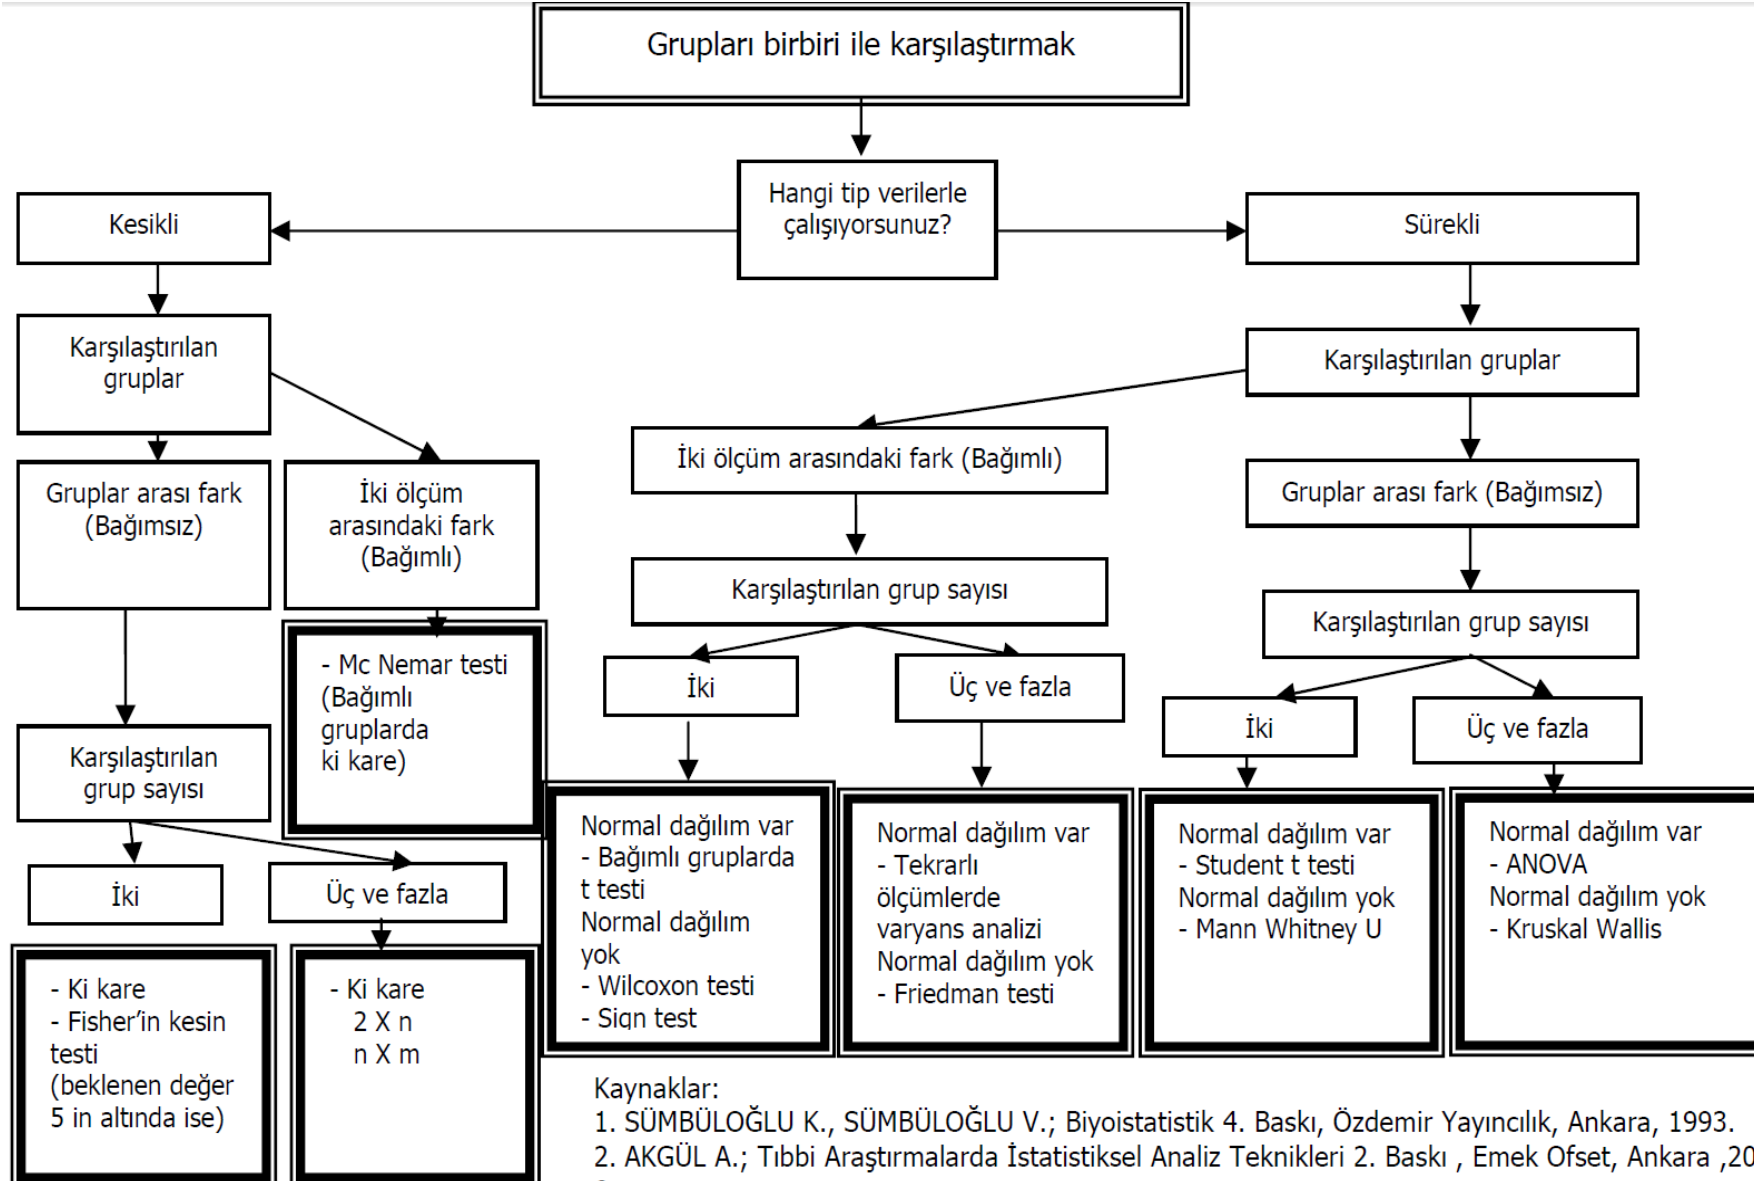 Grupları birbiri ile karşılaştırmak
Hangi tip verilerle
çalışıyorsunuz?
Kesikli
Sürekli
Karşılaştırılan
gruplar
Karşılaştırılan gruplar
Gruplar arası fark
(Bağımsız)
İki ölçüm
arasındaki fark
(Bağımlı)
İki ölçüm arasındaki fark (Bağımlı)
Gruplar arası fark (Bağımsız)
Karşılaştırılan grup sayısı
Karşılaştırılan grup sayısı
- Mc Nemar testi
(Bağımlı
gruplarda
ki kare)
İki
Üç ve fazla
İki
Üç ve fazla
Karşılaştırılan
grup sayısı
İki
Üç ve fazla
Normal dağılım var
- Bağımlı gruplarda
t testi
Normal dağılım
yok
- Wilcoxon testi
- Sign test
Normal dağılım var
- Tekrarlı
ölçümlerde
varyans analizi
Normal dağılım yok
- Friedman testi
Normal dağılım var
- Student t testi
Normal dağılım yok
- Mann Whitney U
Normal dağılım var
- ANOVA
Normal dağılım yok
- Kruskal Wallis
- Ki kare
- Fisher’in kesin
testi
(beklenen değer
5 in altında ise)
- Ki kare
2 X n
n X m
Kaynaklar:
1. SÜMBÜLOĞLU K., SÜMBÜLOĞLU V.; Biyoistatistik 4. Baskı, Özdemir Yayıncılık, Ankara, 1993.
2. AKGÜL A.; Tıbbi Araştırmalarda İstatistiksel Analiz Teknikleri 2. Baskı , Emek Ofset, Ankara ,20